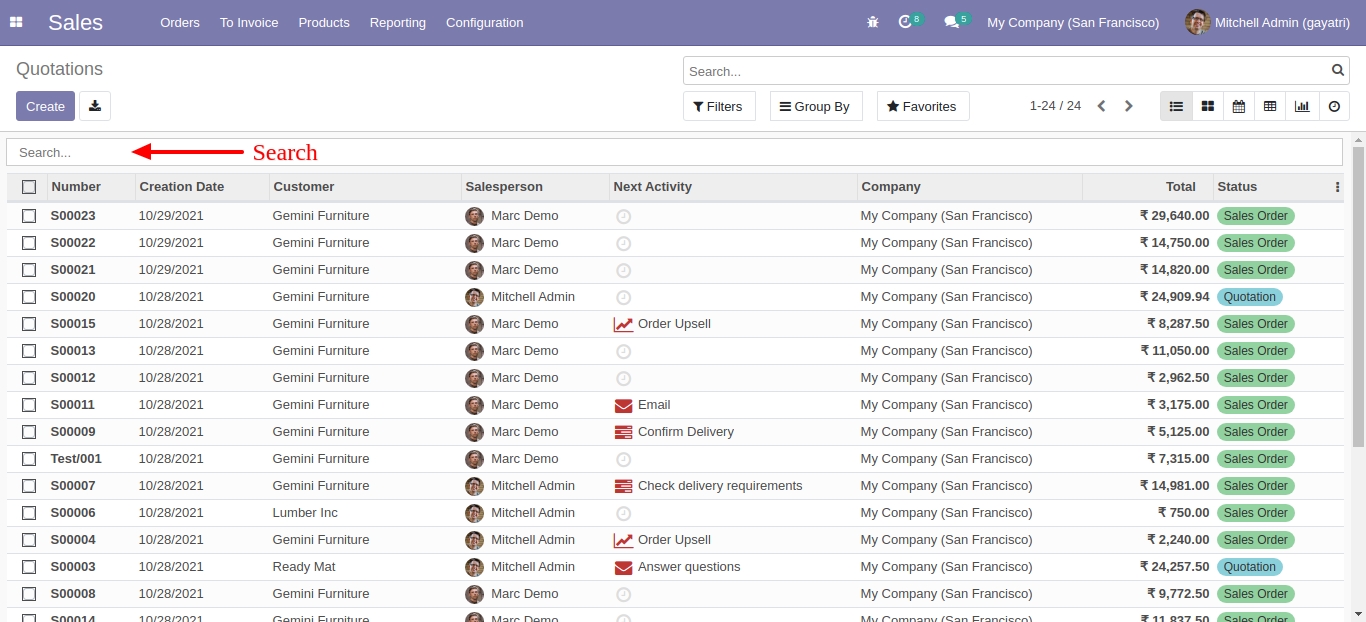 Sales Orders To Invoice Products Reporting Configuration 8 5 My Company (San Francisco) Mitchell Admin (gayatri)
Quotations Search...
Create Filters Group By Favorites 1-24 / 24
Search... Search
Number Creation Date Customer Salesperson Next Activity Company Total Status
S00023 10/29/2021 Gemini Furniture Marc Demo My Company (San Francisco) ₹ 29,640.00 Sales Order
S00022 10/29/2021 Gemini Furniture Marc Demo My Company (San Francisco) ₹ 14,750.00 Sales Order
S00021 10/29/2021 Gemini Furniture Marc Demo My Company (San Francisco) ₹ 14,820.00 Sales Order
S00020 10/28/2021 Gemini Furniture Mitchell Admin My Company (San Francisco) ₹ 24,909.94 Quotation
S00015 10/28/2021 Gemini Furniture Marc Demo Order Upsell My Company (San Francisco) ₹ 8,287.50 Sales Order
S00013 10/28/2021 Gemini Furniture Marc Demo My Company (San Francisco) ₹ 11,050.00 Sales Order
S00012 10/28/2021 Gemini Furniture Marc Demo My Company (San Francisco) ₹ 2,962.50 Sales Order
S00011 10/28/2021 Gemini Furniture Marc Demo Email My Company (San Francisco) ₹ 3,175.00 Sales Order
S00009 10/28/2021 Gemini Furniture Marc Demo Confirm Delivery My Company (San Francisco) ₹ 5,125.00 Sales Order
Test/001 10/28/2021 Gemini Furniture Marc Demo My Company (San Francisco) ₹ 7,315.00 Sales Order
S00007 10/28/2021 Gemini Furniture Mitchell Admin Check delivery requirements My Company (San Francisco) ₹ 14,981.00 Sales Order
S00006 10/28/2021 Lumber Inc Mitchell Admin My Company (San Francisco) ₹ 750.00 Sales Order
S00004 10/28/2021 Gemini Furniture Mitchell Admin Order Upsell My Company (San Francisco) ₹ 2,240.00 Sales Order
S00003 10/28/2021 Ready Mat Mitchell Admin Answer questions My Company (San Francisco) ₹ 24,257.50 Quotation
S00008 10/28/2021 Gemini Furniture Marc Demo My Company (San Francisco) ₹ 9,772.50 Sales Order
S00014 10/28/2021 Gemini Furniture Marc Demo My Company (San Francisco) ₹ 11,837.50 Sales Order